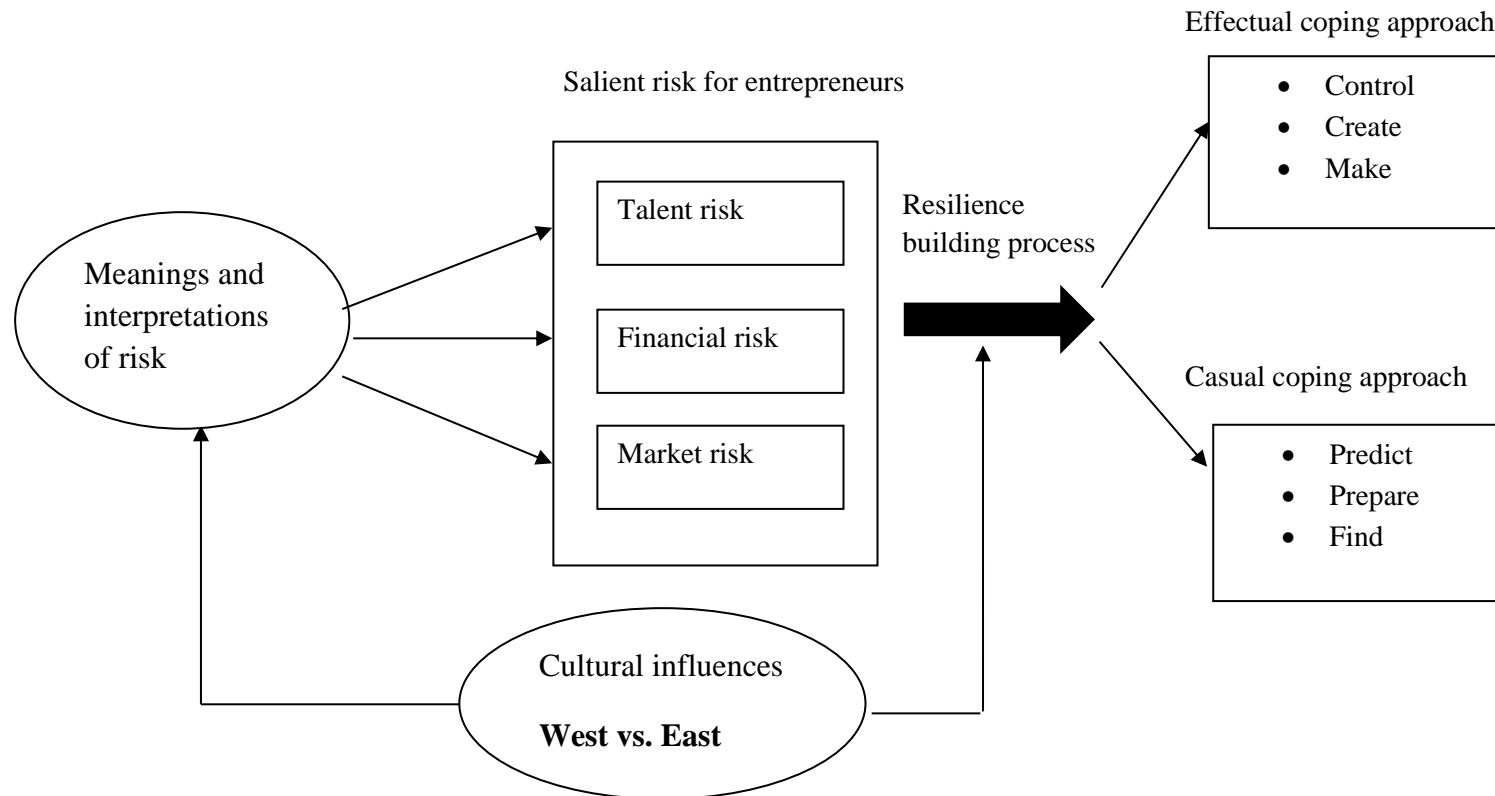 Effectual coping approach
Control
Create
Make
Salient risk for entrepreneurs
Talent risk
Financial risk
Market risk
Resilience
building process
Meanings and
interpretations
of risk
Casual coping approach
Predict
Prepare
Find
Cultural influences
West vs. East